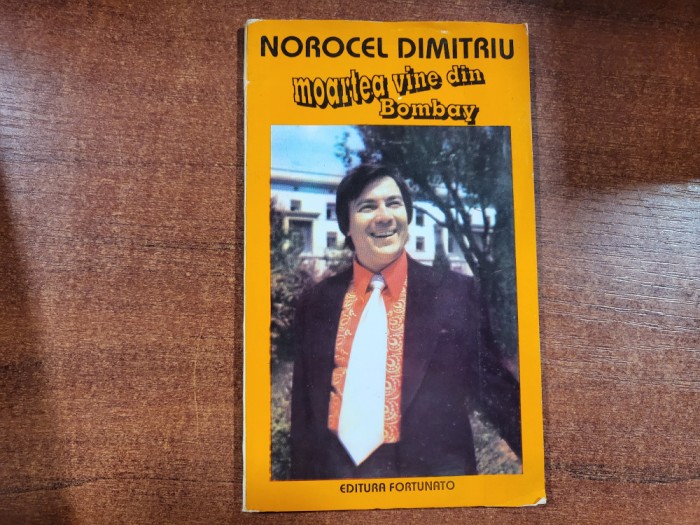 NOROCEL DIMITRIU
moartea vine din
Bombay
EDITURA FORTUNATO